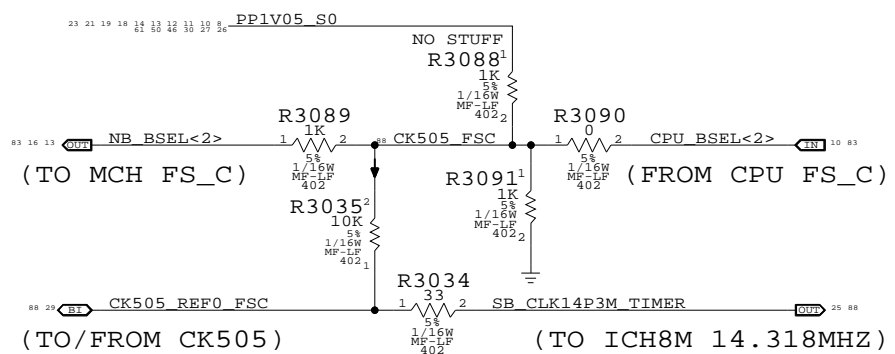 23 21 19 18 14 13 12 11 10 8
61 50 46 30 27 26
PP1V05_S0
NO STUFF
R3088
1
1K
5%
1/16W
MF-LF
402
2
R3089
1K
1
2
5%
1/16W
MF-LF
402
83 16 13
OUT
NB_BSEL<2>
88
CK505_FSC
R3090
0
1
2
5%
1/16W
MF-LF
402
CPU_BSEL<2>
IN
10 83
(TO MCH FS_C)
(FROM CPU FS_C)
R3091
1
1K
5%
1/16W
MF-LF
402
2
R3035
2
10K
5%
1/16W
MF-LF
402
1
R3034
33
1
2
5%
1/16W
MF-LF
402
88 29
BI
CK505_REF0_FSC
SB_CLK14P3M_TIMER
OUT
25 88
(TO/FROM CK505)
(TO ICH8M 14.318MHZ)